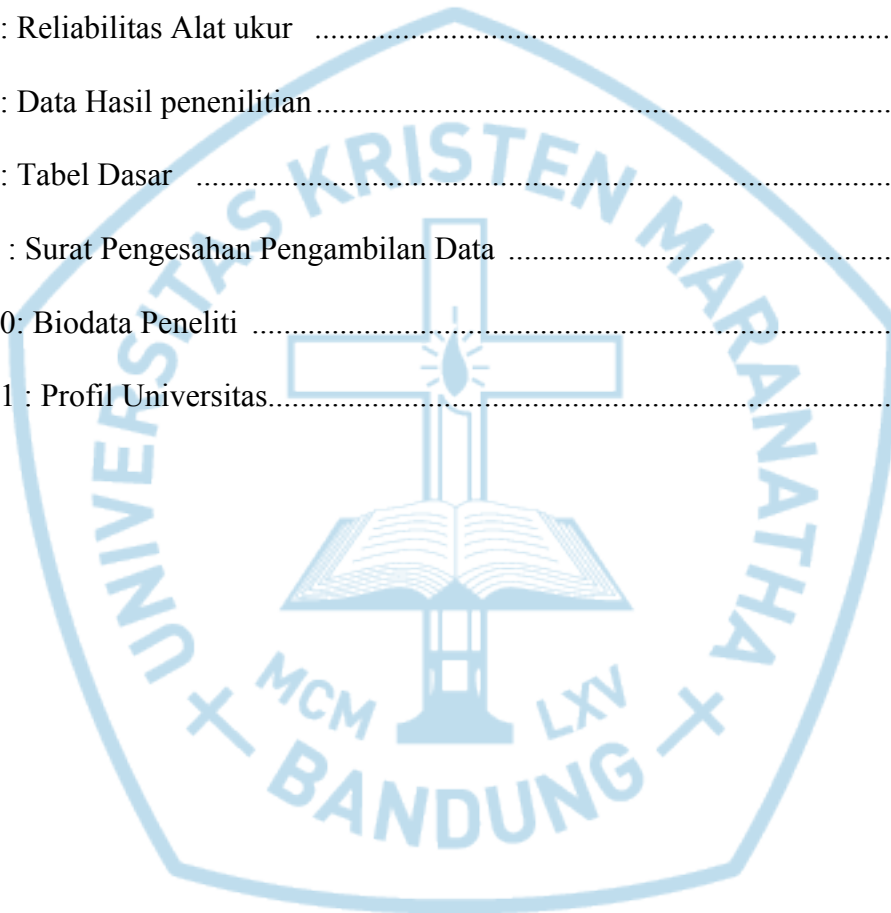 : Reliabilitas Alat ukur ........................................................................
: Data Hasil penenilitian........................................................................
: Tabel Dasar .......................................................................................
: Surat Pengesahan Pengambilan Data ................................................
0: Biodata Peneliti ................................................................................
1 : Profil Universitas..............................................................................
UNIVERSITAS KRISTEN MARANATHA
MCM LXV
BANDUNG